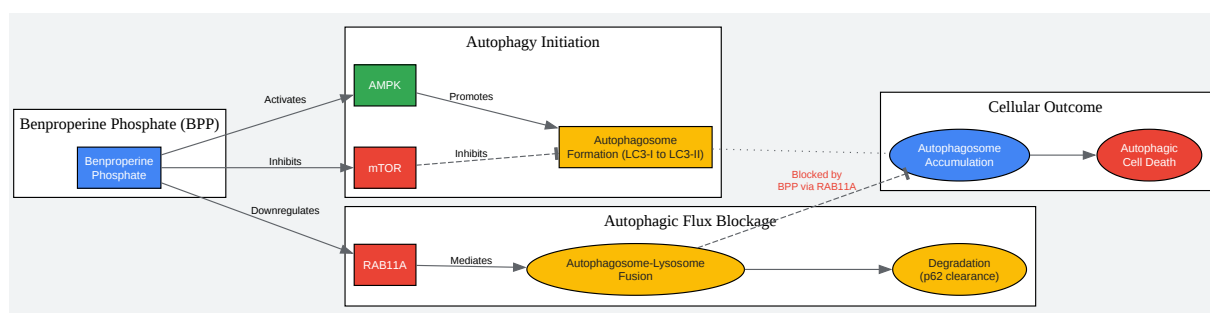 Autophagy Initiation
AMPK
Activates
Promotes
Benproperine Phosphate (BPP)
Benproperine
Phosphate
Inhibits
mTOR
Inhibits
Autophagosome
Formation (LC3-I to LC3-II)
Cellular Outcome
Autophagosome
Accumulation
Autophagic
Cell Death
Blocked by
BPP via RAB11A
Downregulates
Autophagic Flux Blockage
RAB11A
Mediates
Autophagosome-Lysosome
Fusion
Degradation
(p62 clearance)